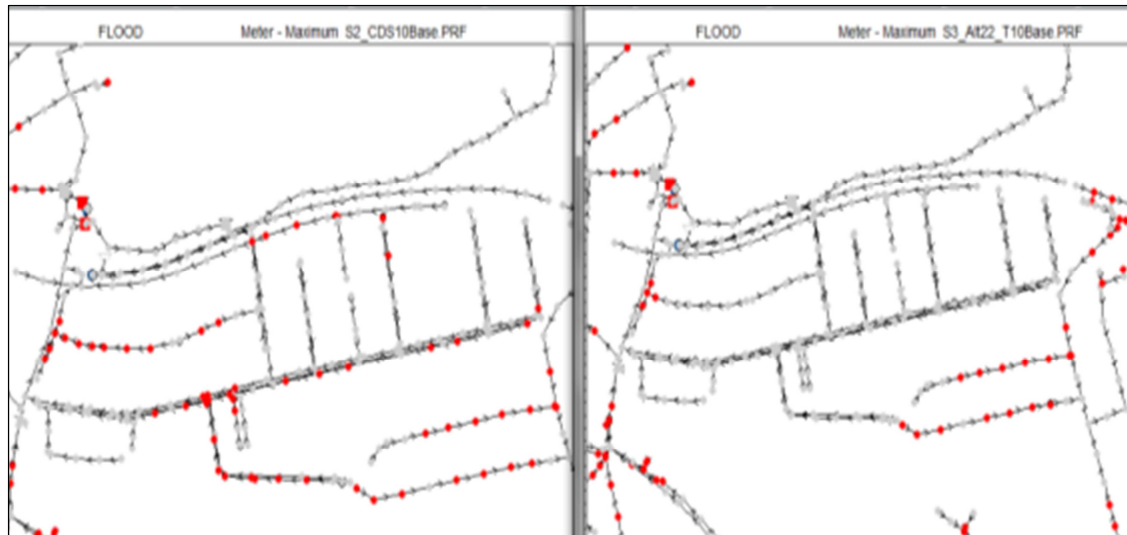 FLOOD Meter - Maximum S2_CDS10Base.PRF
FLOOD Meter - Maximum S3_Alt22_T10Base.PRF